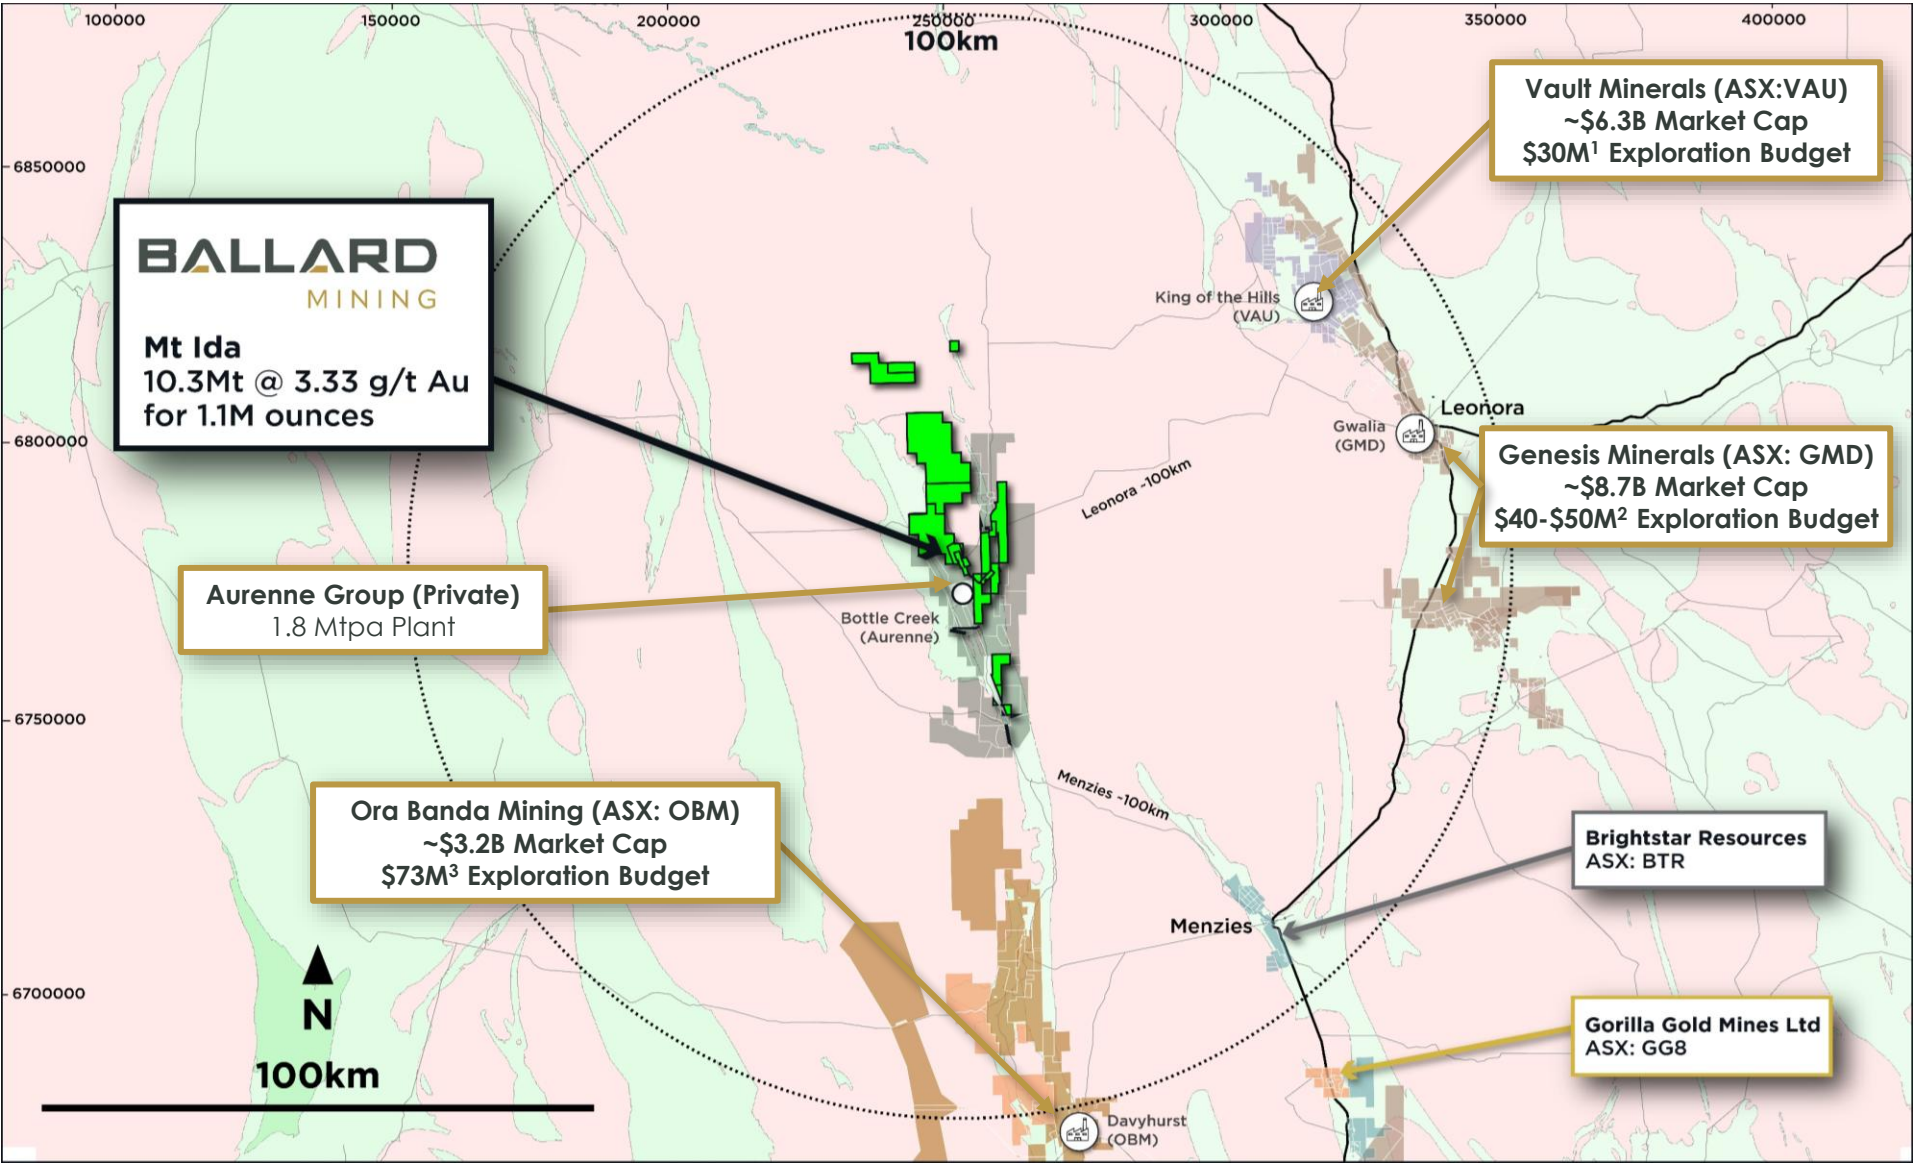 100000
150000
200000
250000
300000
350000
400000
100km
6850000
6800000
6750000
6700000
Vault Minerals (ASX:VAU)
~$6.3B Market Cap
$30M¹ Exploration Budget
BALLARD
MINING
Mt Ida
10.3Mt @ 3.33 g/t Au
for 1.1M ounces
King of the Hills
(VAU)
Leonora
Gwalia
(GMD)
Genesis Minerals (ASX: GMD)
~$8.7B Market Cap
$40-$50M² Exploration Budget
Leonora ~100km
Aurenne Group (Private)
1.8 Mtpa Plant
Bottle Creek
(Aurenne)
Menzies ~100km
Ora Banda Mining (ASX: OBM)
~$3.2B Market Cap
$73M³ Exploration Budget
Brightstar Resources
ASX: BTR
Menzies
N
100km
Gorilla Gold Mines Ltd
ASX: GG8
Davyhurst
(OBM)